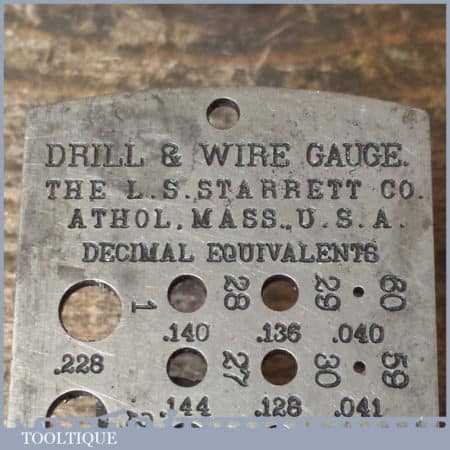 DRILL & WIRE GAUGE.
THE L.S. STARRETT CO.
ATHOL, MASS., U.S.A.
DECIMAL EQUIVALENTS
1 28 29 60
.228 .140 .136 .040
27 30 59
.144 .128 .041
TOOLTIQUE